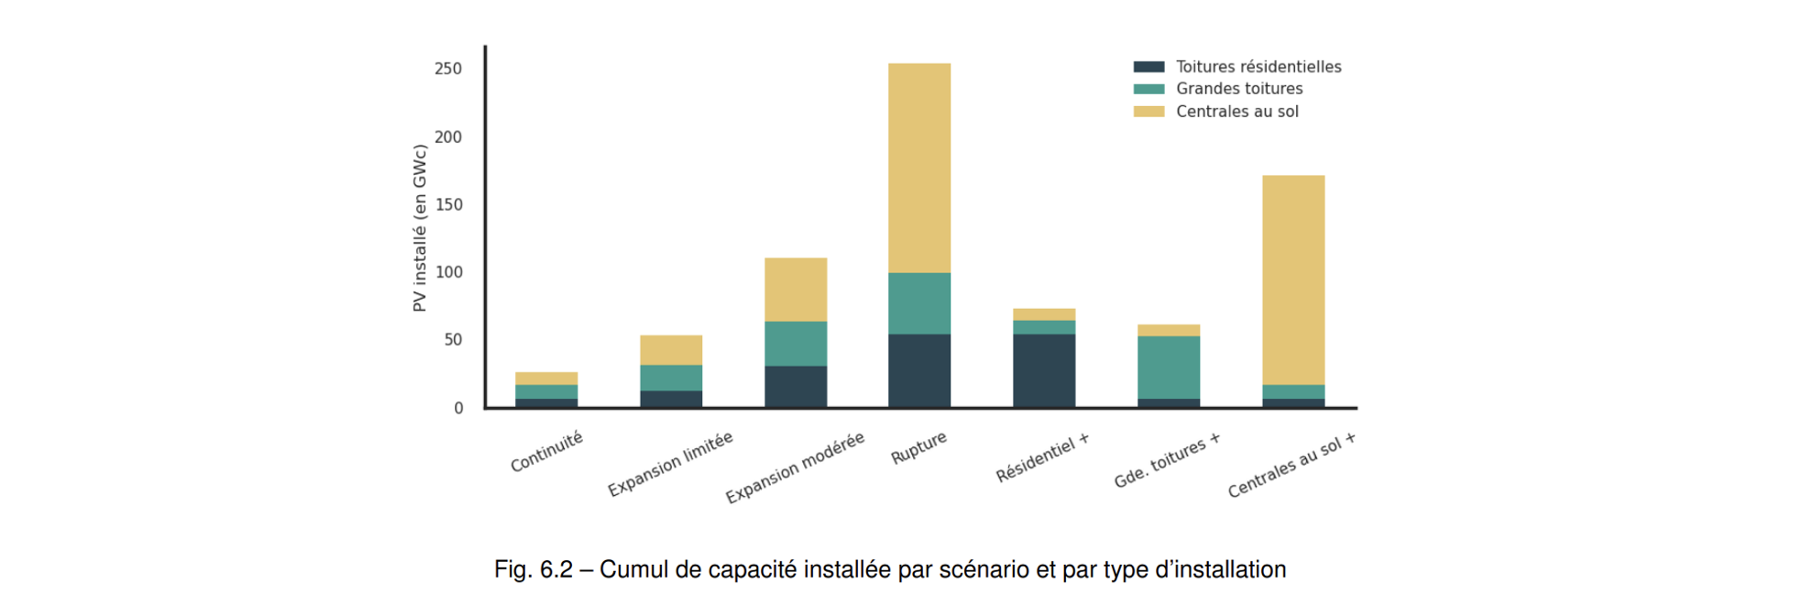 PV installé (en GWc)
250
200
150
100
50
0
Toitures résidentielles
Grandes toitures
Centrales au sol
Continuité
Expansion limitée
Expansion modérée
Rupture
Résidentiel +
Gde. toitures +
Centrales au sol +
Fig. 6.2 – Cumul de capacité installée par scénario et par type d’installation